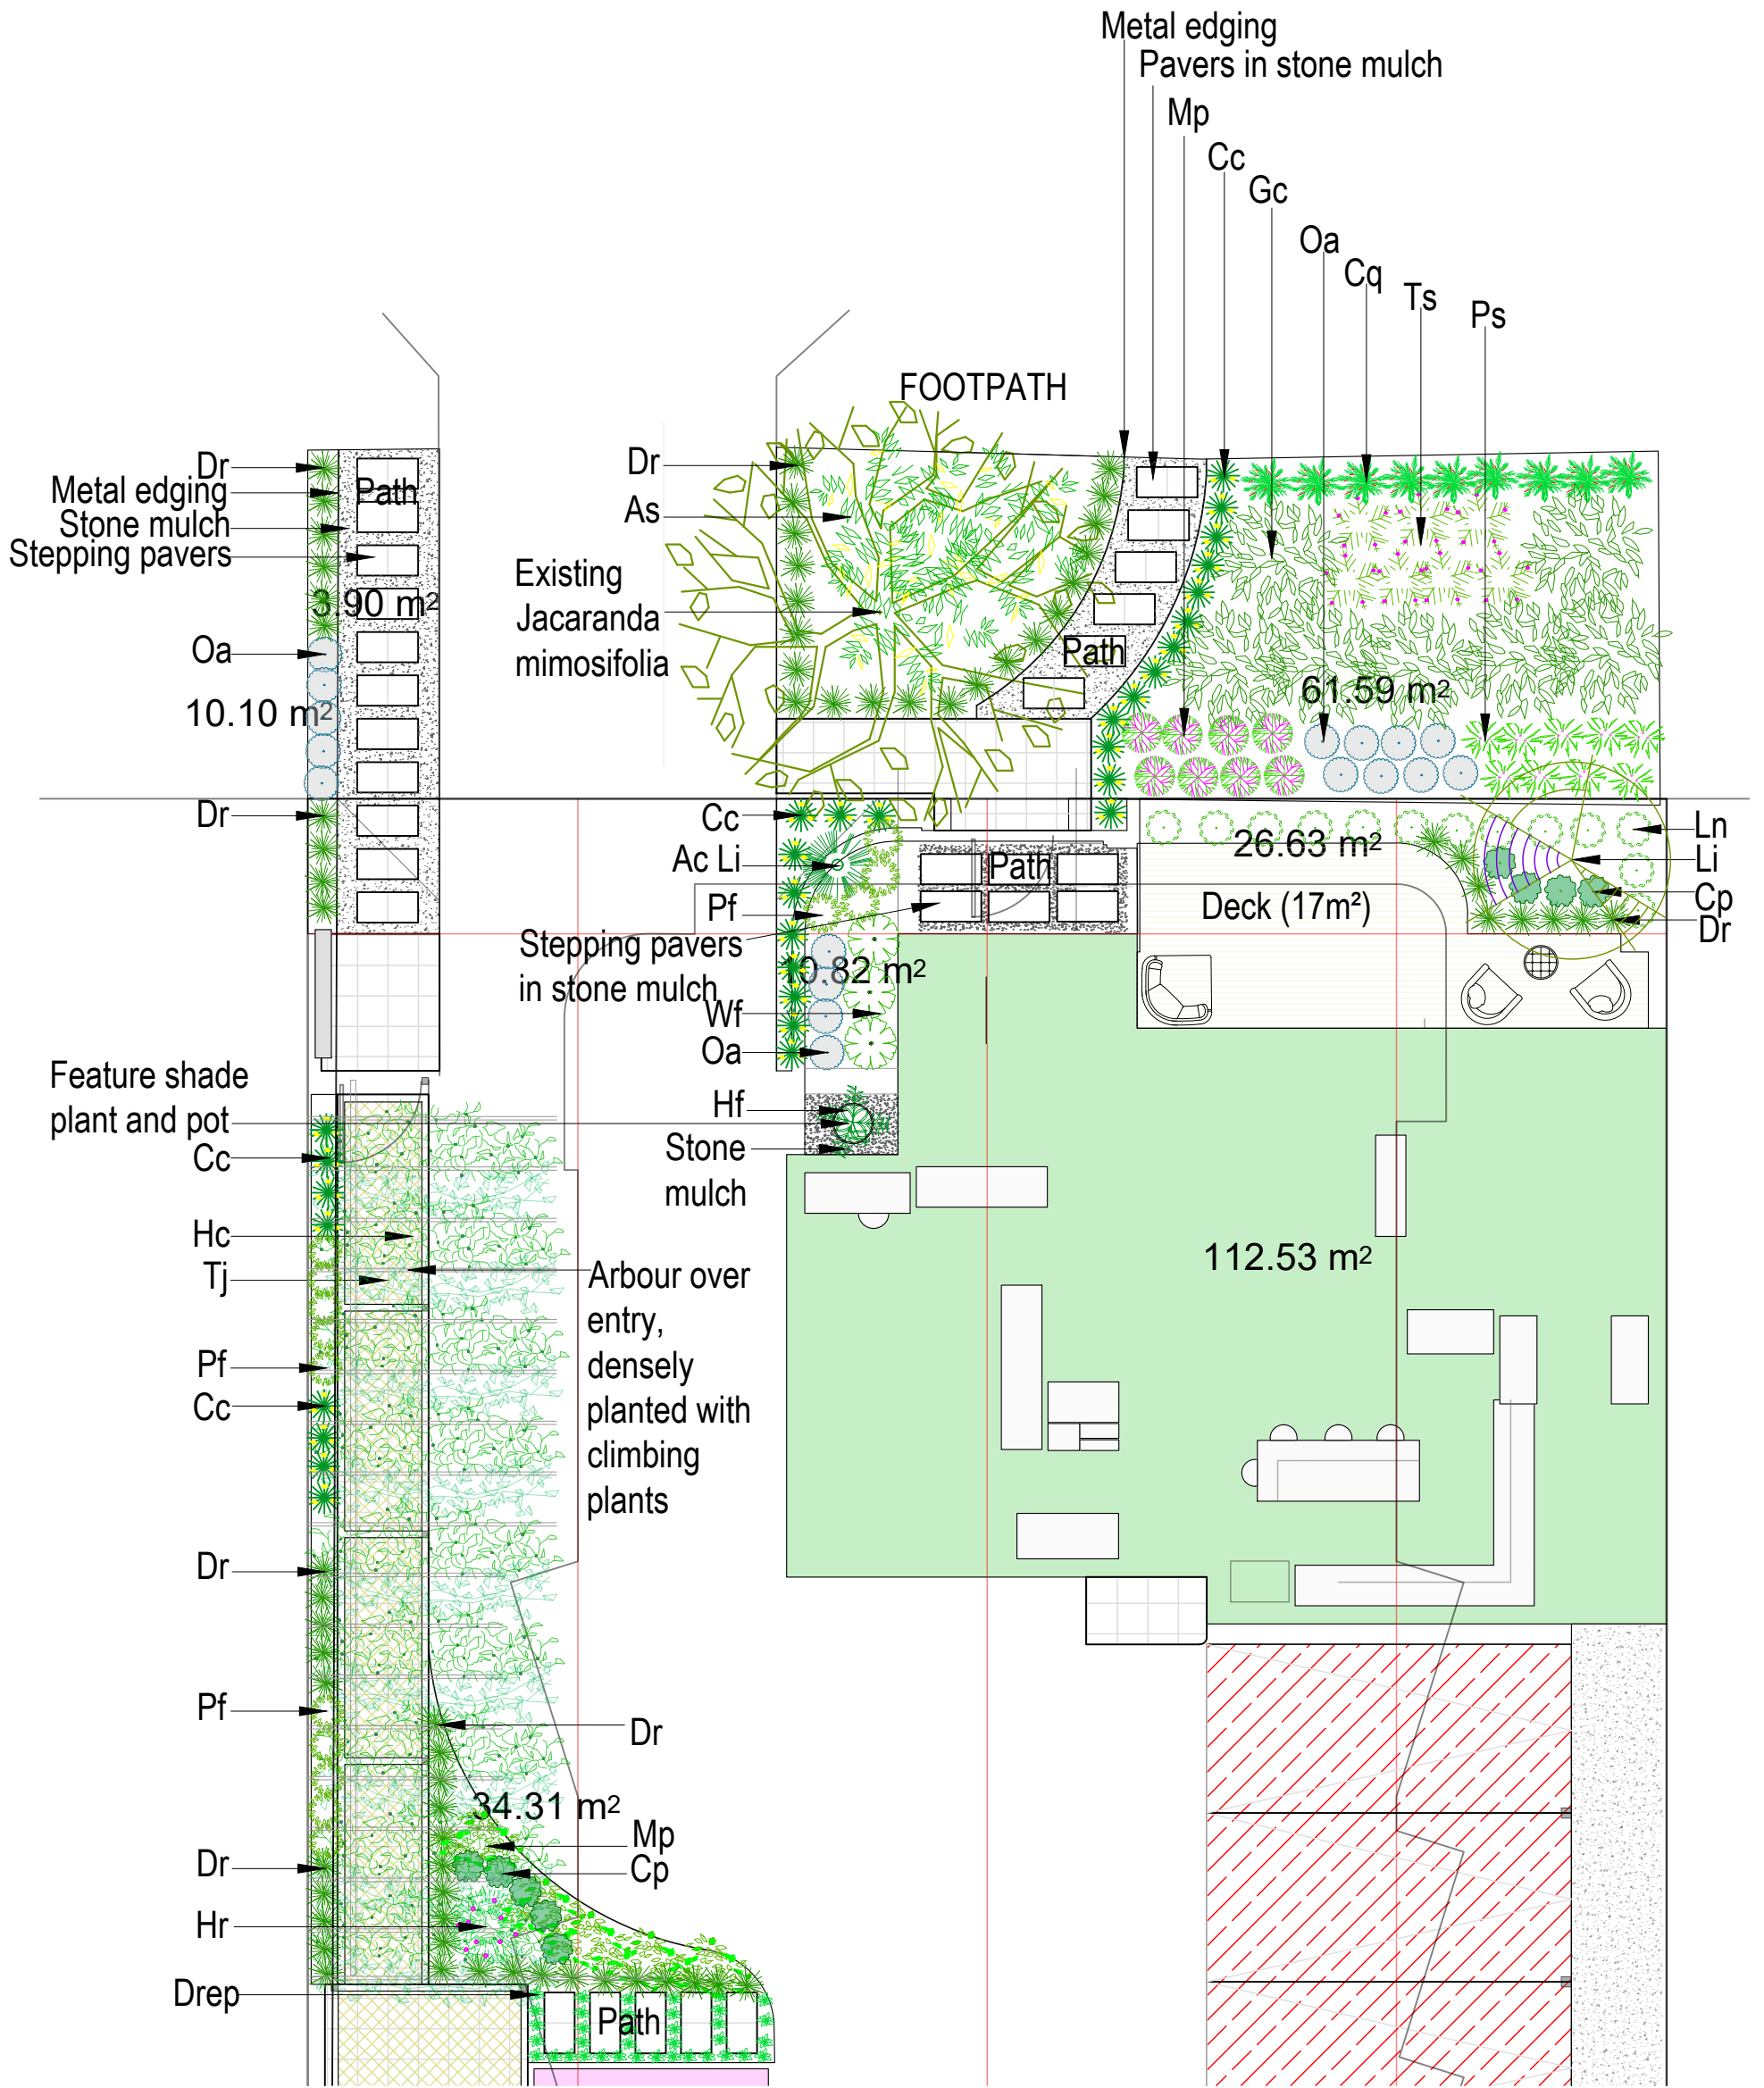 Metal edging
Pavers in stone mulch
Mp
Cc
Gc
Oa
Cq
Ts
Ps
FOOTPATH
Dr
Metal edging
Stone mulch
Stepping pavers
Path
3.90 m²
Oa
10.10 m²
Dr
Dr
As
Existing
Jacaranda
mimosifolia
Path
61.59 m²
Cc
Ac Li
Pf
Stepping pavers
in stone mulch
Path
10.82 m²
Wf
Oa
26.63 m²
Deck (17m²)
Ln
Li
Cp
Dr
Feature shade
plant and pot
Hf
Stone
mulch
Cc
Hc
Tj
Arbour over
entry,
densely
planted with
climbing
plants
Pf
Cc
112.53 m²
Dr
Pf
Dr
34.31 m²
Mp
Cp
Dr
Hr
Drep
Path